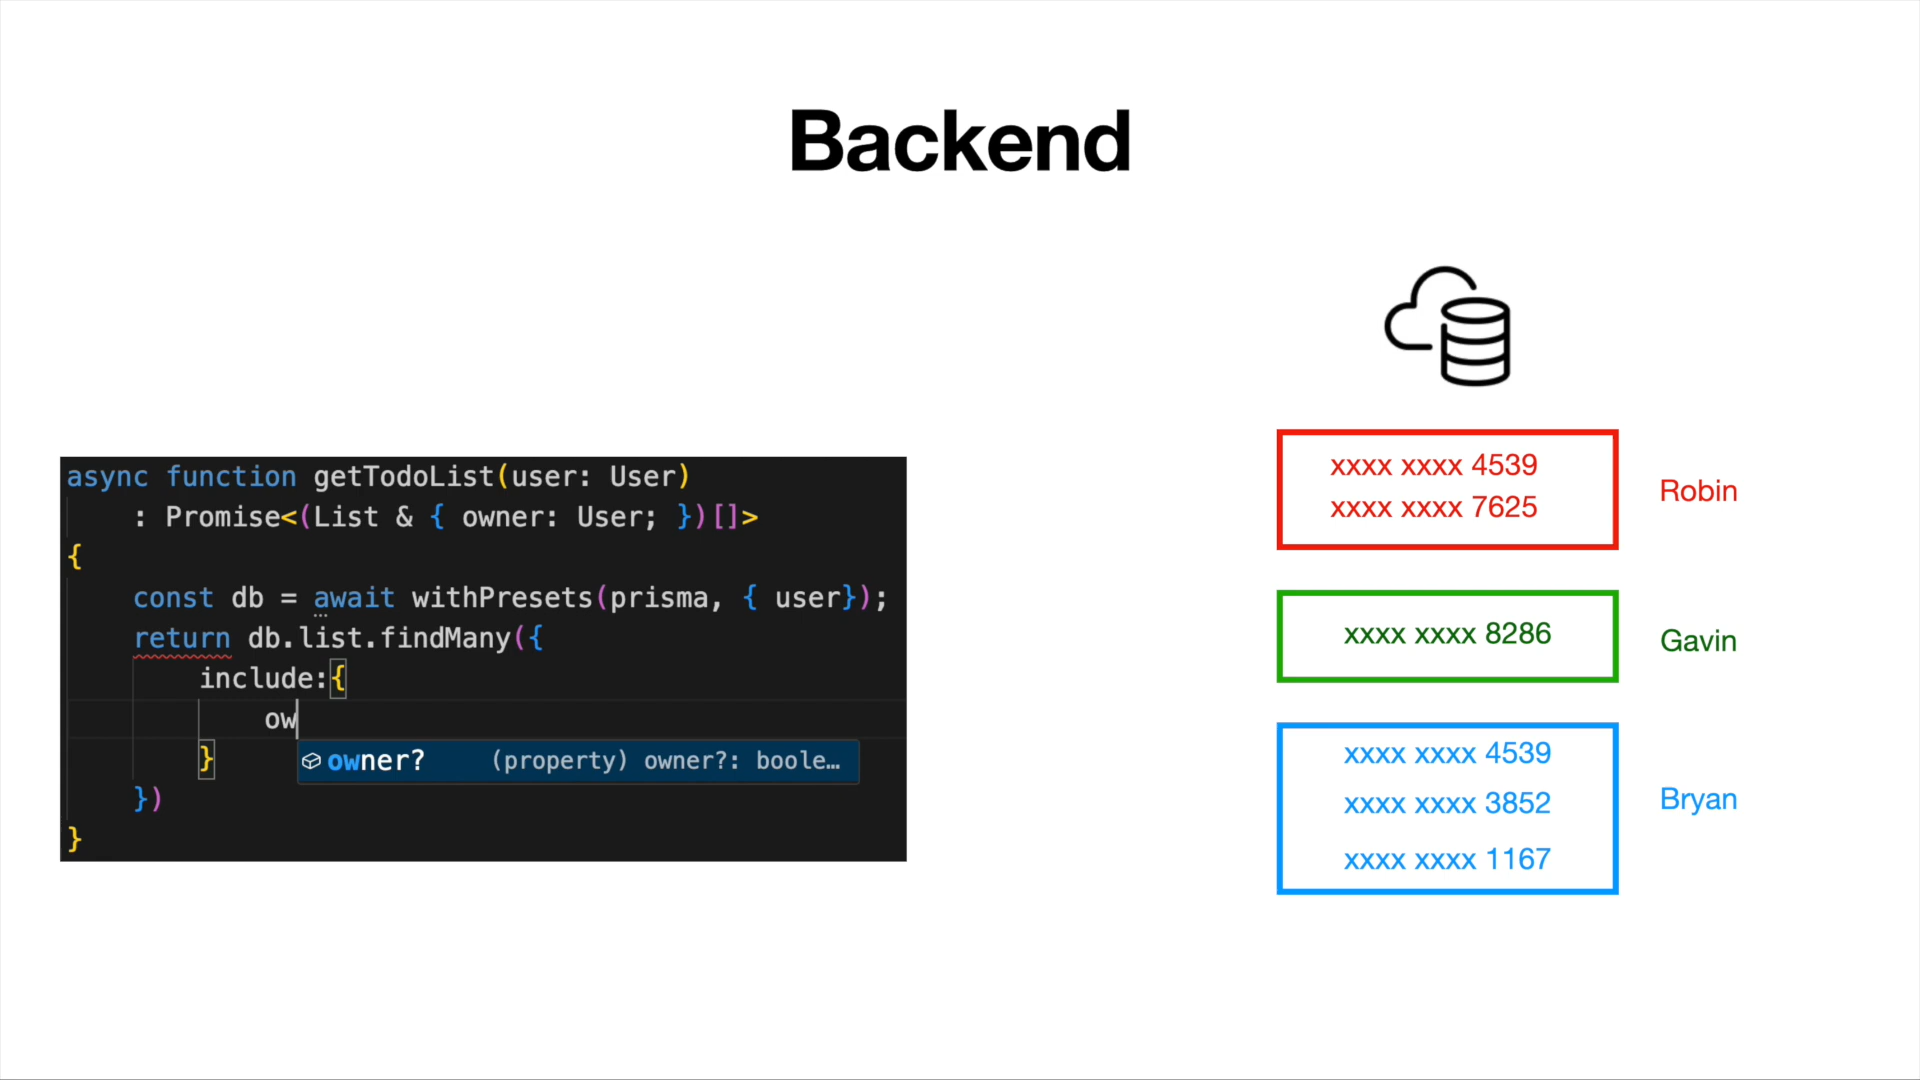 Backend
async function getTodoList(user: User)
: Promise<(List & { owner: User; })[]>
{
const db = await withPresets(prisma, { user});
return db.list.findMany({
include:{
ow
owner? (property) owner?: boole…
}
})
}
xxxx xxxx 4539
xxxx xxxx 7625
Robin
xxxx xxxx 8286
Gavin
xxxx xxxx 4539
xxxx xxxx 3852
xxxx xxxx 1167
Bryan